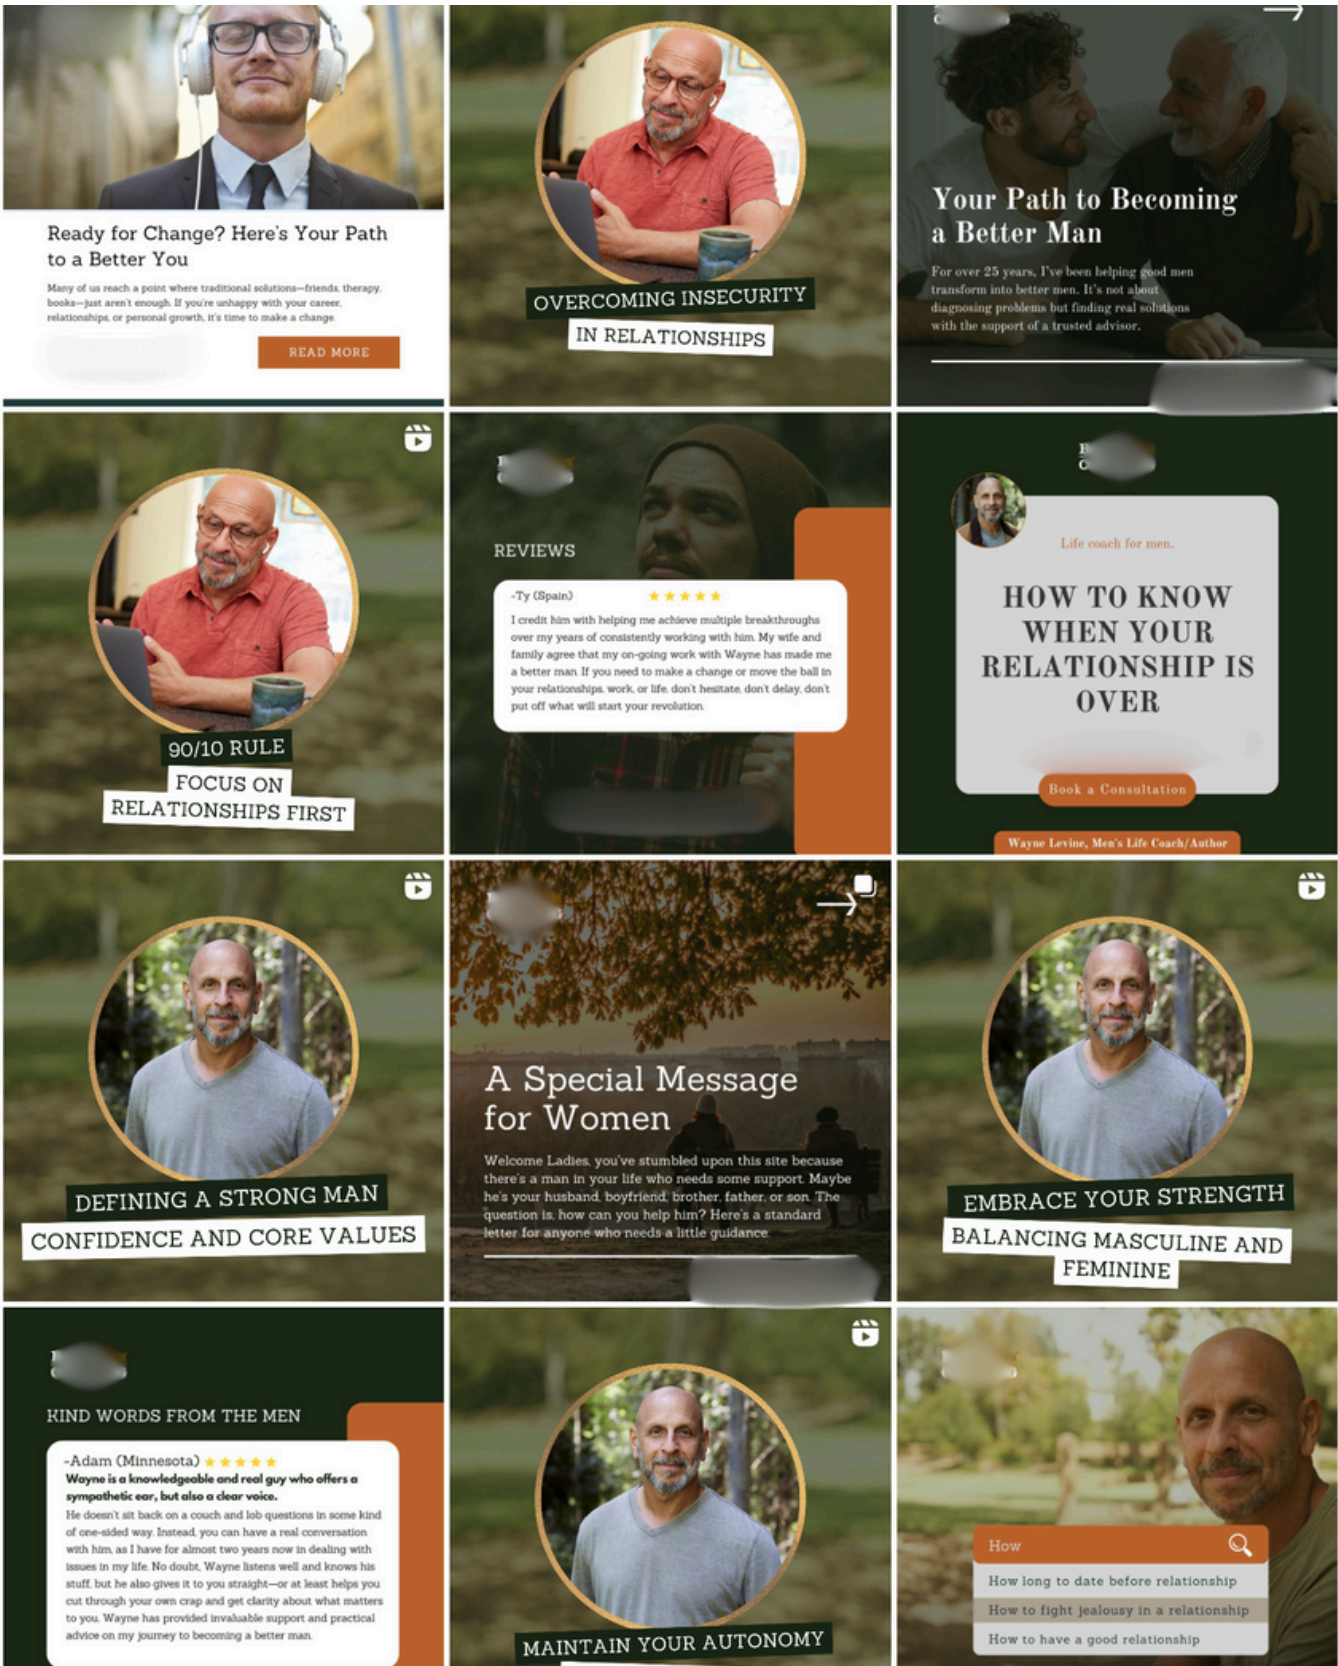 Ready for Change? Here's Your Path
to a Better You
Many of us reach a point where traditional solutions—friends, therapy,
books—just aren't enough. If you're unhappy with your career,
relationships, or personal growth, it's time to make a change.
READ MORE
OVERCOMING INSECURITY
IN RELATIONSHIPS
Your Path to Becoming
a Better Man
For over 25 years, I've been helping good men
transform into better men. It's not about
diagnosing problems but finding real solutions
with the support of a trusted advisor.
90/10 RULE
FOCUS ON
RELATIONSHIPS FIRST
REVIEWS
-Ty (Spain)
I credit him with helping me achieve multiple breakthroughs
over my years of consistently working with him. My wife and
family agree that my on-going work with Wayne has made me
a better man. If you need to make a change or move the ball in
your relationships, work, or life, don't hesitate, don't delay, don't
put off what will start your revolution.
Life coach for men.
HOW TO KNOW
WHEN YOUR
RELATIONSHIP IS
OVER
Book a Consultation
Wayne Levine, Men's Life Coach/Author
DEFINING A STRONG MAN
CONFIDENCE AND CORE VALUES
A Special Message
for Women
Welcome Ladies, you've stumbled upon this site because
there's a man in your life who needs some support. Maybe
he's your husband, boyfriend, brother, father, or son. The
question is, how can you help him? Here's a standard
letter for anyone who needs a little guidance.
EMBRACE YOUR STRENGTH
BALANCING MASCULINE AND
FEMININE
KIND WORDS FROM THE MEN
-Adam (Minnesota)
Wayne is a knowledgeable and real guy who offers a
sympathetic ear, but also a clear voice.
He doesn't sit back on a couch and lob questions in some kind
of one-sided way. Instead, you can have a real conversation
with him, as I have for almost two years now in dealing with
issues in my life. No doubt, Wayne listens well and knows his
stuff, but he also gives it to you straight—or at least helps you
cut through your own crap and get clarity about what matters
to you. Wayne has provided invaluable support and practical
advice on my journey to becoming a better man.
MAINTAIN YOUR AUTONOMY
How
How long to date before relationship
How to fight jealousy in a relationship
How to have a good relationship